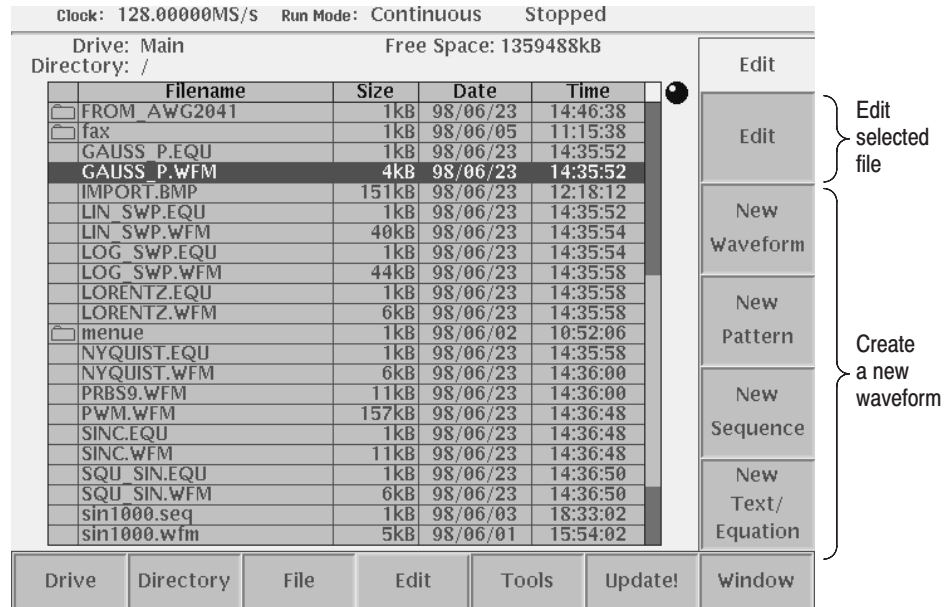 Clock: 128.00000MS/s Run Mode: Continuous Stopped
Drive: Main Free Space: 1359488kB
Directory: /
Filename Size Date Time
FROM_AWG2041 1kB 98/06/23 14:46:38
fax 1kB 98/06/05 11:15:38
GAUSS_P.EQU 1kB 98/06/23 14:35:52
GAUSS_P.WFM 4kB 98/06/23 14:35:52
IMPORT.BMP 151kB 98/06/23 12:18:12
LIN_SWP.EQU 1kB 98/06/23 14:35:52
LIN_SWP.WFM 40kB 98/06/23 14:35:54
LOG_SWP.EQU 1kB 98/06/23 14:35:54
LOG_SWP.WFM 44kB 98/06/23 14:35:58
LORENTZ.EQU 1kB 98/06/23 14:35:58
LORENTZ.WFM 6kB 98/06/23 14:35:58
menue 1kB 98/06/02 10:52:06
NYQUIST.EQU 1kB 98/06/23 14:35:58
NYQUIST.WFM 6kB 98/06/23 14:36:00
PRBS9.WFM 11kB 98/06/23 14:36:00
PWM.WFM 157kB 98/06/23 14:36:48
SINC.EQU 1kB 98/06/23 14:36:48
SINC.WFM 11kB 98/06/23 14:36:48
SQU_SIN.EQU 1kB 98/06/23 14:36:50
SQU_SIN.WFM 6kB 98/06/23 14:36:50
sin1000.seq 1kB 98/06/03 18:33:02
sin1000.wfm 5kB 98/06/01 15:54:02
Edit
Edit
New
Waveform
New
Pattern
New
Sequence
New
Text/
Equation
Edit
selected
file
Create
a new
waveform
Drive Directory File Edit Tools Update! Window